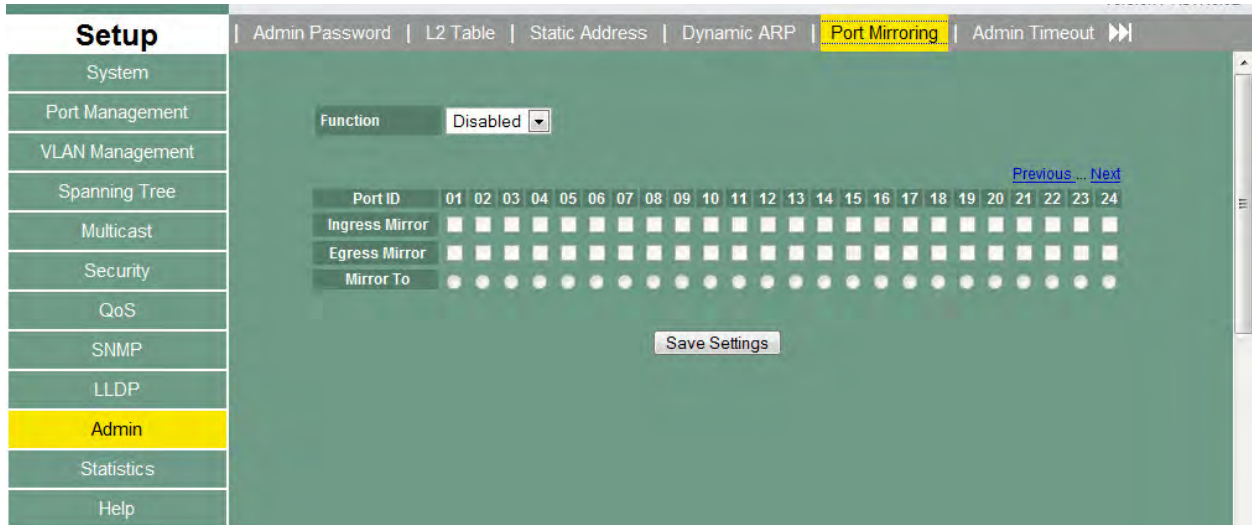 Setup
| Admin Password | L2 Table | Static Address | Dynamic ARP | Port Mirroring | Admin Timeout
System
Port Management
VLAN Management
Spanning Tree
Multicast
Security
QoS
SNMP
LLDP
Admin
Statistics
Help
Function Disabled
Previous ... Next
Port ID 01 02 03 04 05 06 07 08 09 10 11 12 13 14 15 16 17 18 19 20 21 22 23 24
Ingress Mirror
Egress Mirror
Mirror To
Save Settings